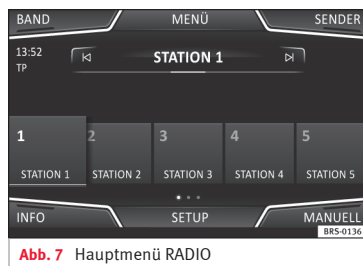 BAND MENÜ SENDER
13:52
TP
STATION 1
1 2 3 4 5
STATION 1 STATION 2 STATION 3 STATION 4 STATION 5
INFO SETUP MANUELL
BRS-0136
Abb. 7 Hauptmenü RADIO